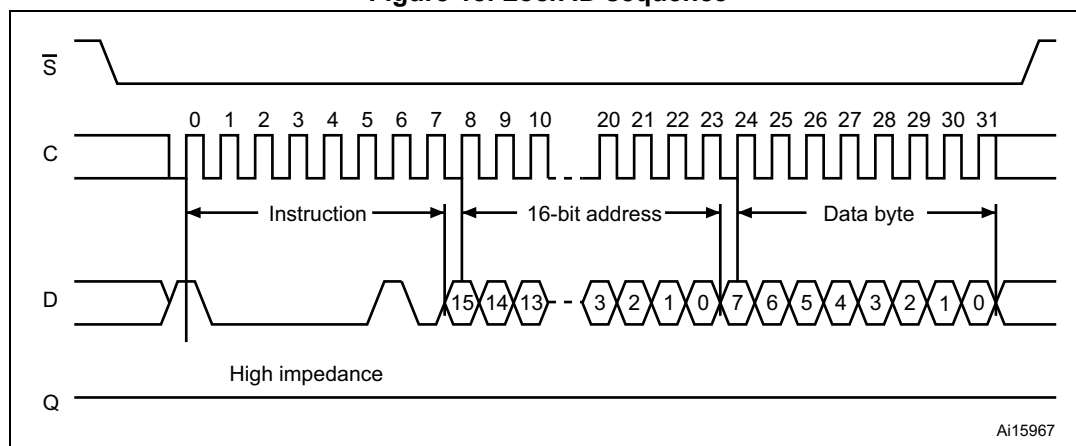 Figure Lock ID sequence
S̅
0 1 2 3 4 5 6 7 8 9 10 20 21 22 23 24 25 26 27 28 29 30 31
C
Instruction 16-bit address Data byte
D 15 14 13 3 2 1 0 7 6 5 4 3 2 1 0
High impedance
Q
Ai15967